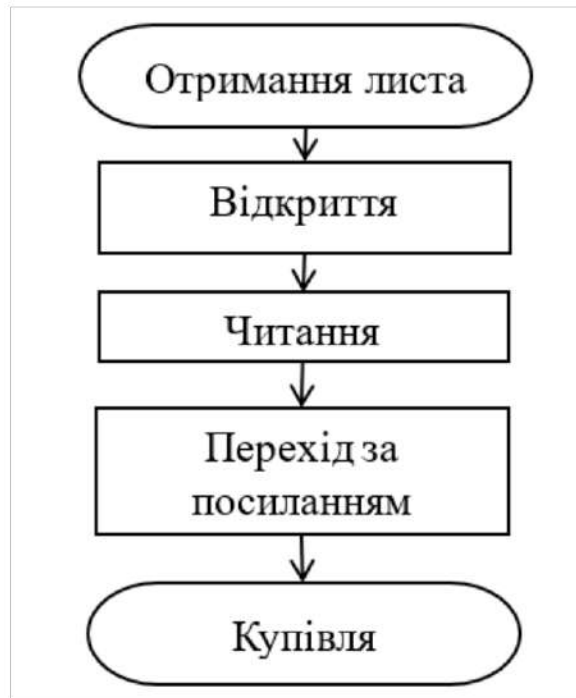 Отримання листа
Відкриття
Читання
Перехід за
посиланням
Купівля